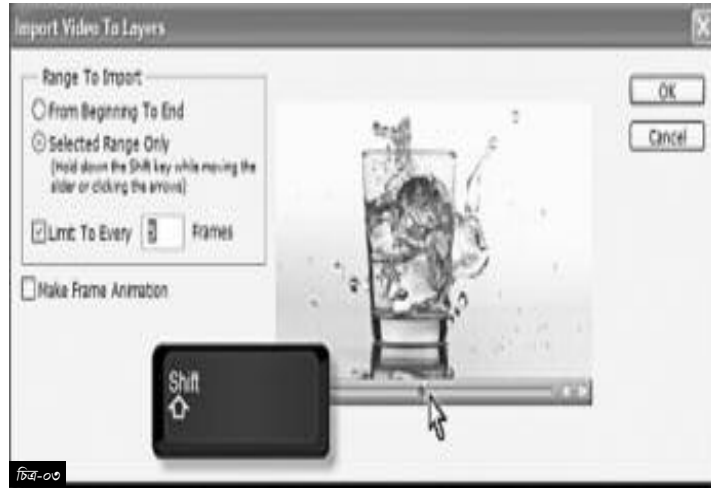 Import Video To Layers
Range To Import
From Beginning To End
Selected Range Only
(Hold down the Shift key while moving the
slider or clicking the arrows)
Limit To Every
Frames
Make Frame Animation
OK
Cancel
Shift
চিত্র-০৩